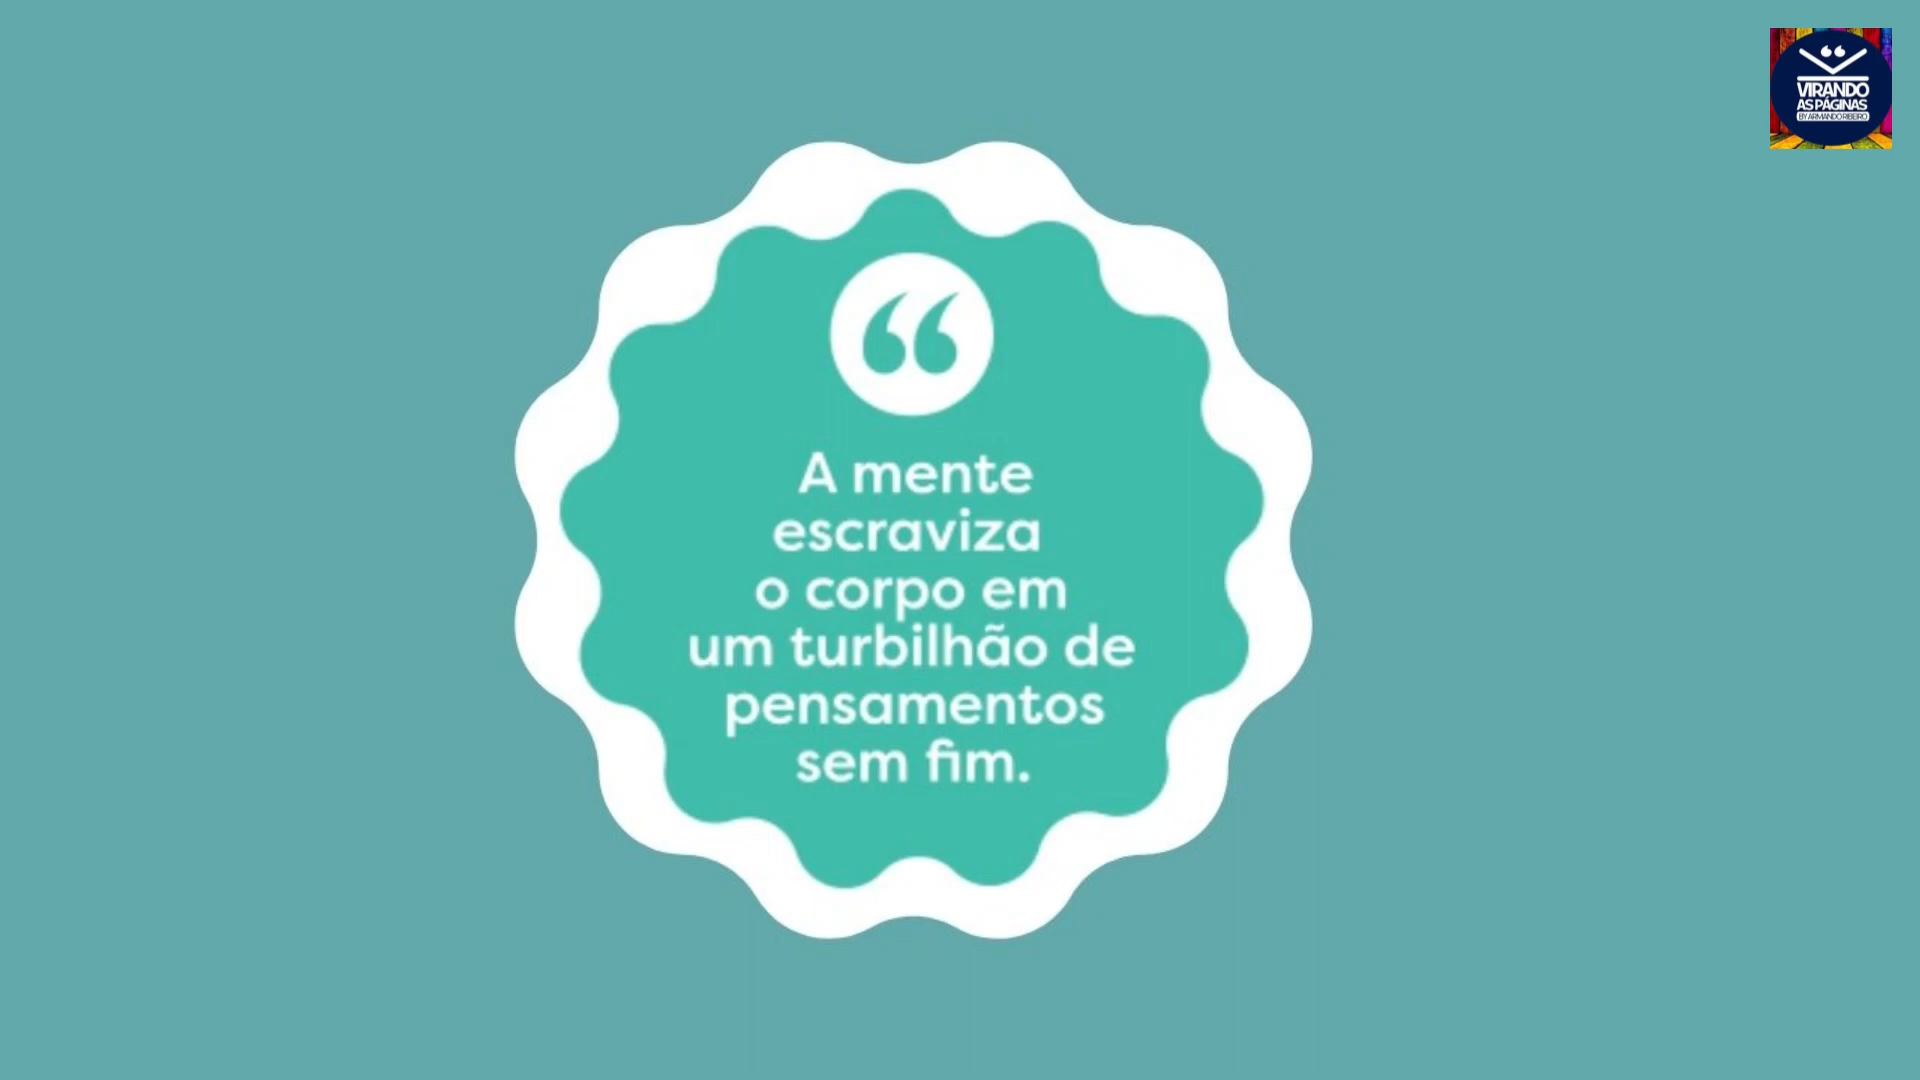 VIRANDO
AS PÁGINAS
BY ARMANDO RIBEIRO
“
A mente
escraviza
o corpo em
um turbilhão de
pensamentos
sem fim.